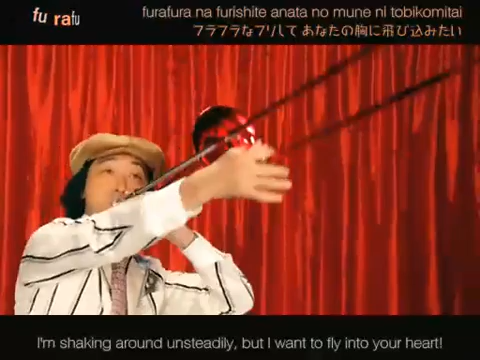 furafura na furishite anata no mune ni tobikomitai
fu rafu
フラフラなフリして あなたの胸に飛び込みたい
I'm shaking around unsteadily, but I want to fly into your heart!